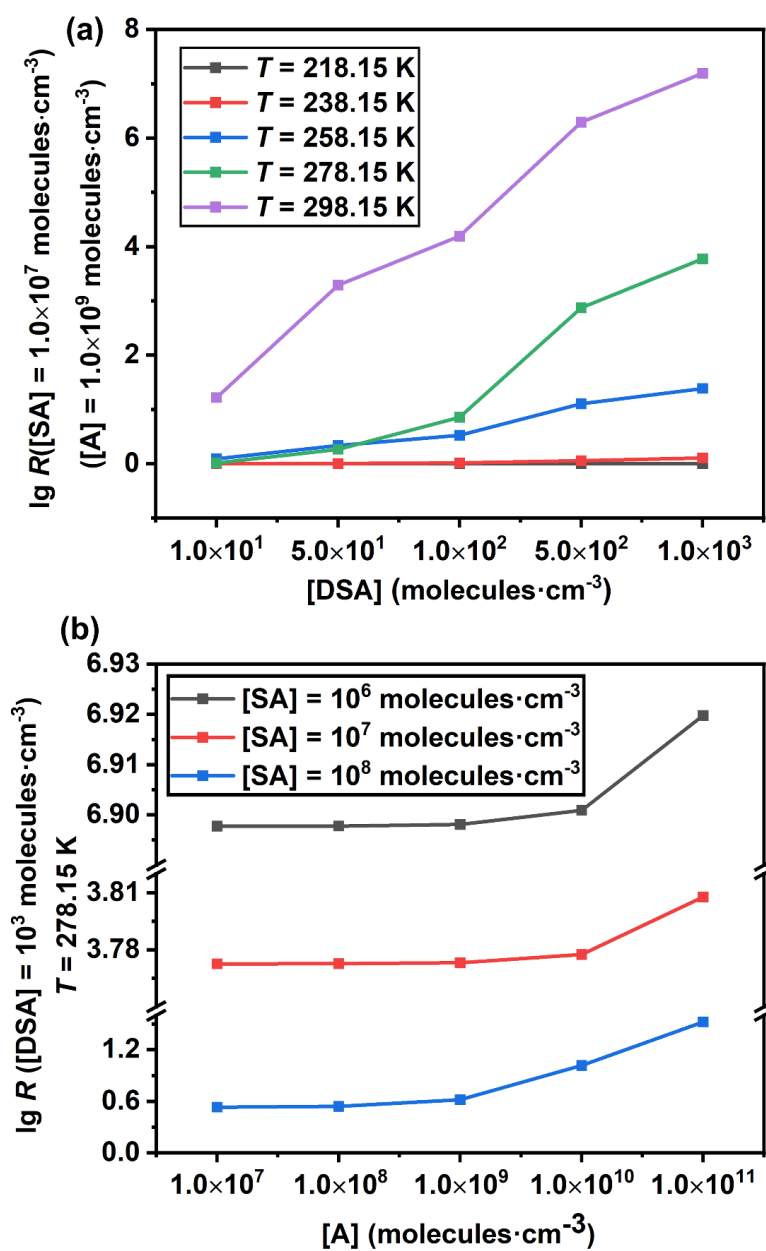 (a)
lg R([SA] = 1.0×10⁷ molecules·cm⁻³)
([A] = 1.0×10⁹ molecules·cm⁻³)
8
6
4
2
0
T = 218.15 K
T = 238.15 K
T = 258.15 K
T = 278.15 K
T = 298.15 K
1.0×10¹ 5.0×10¹ 1.0×10² 5.0×10² 1.0×10³
[DSA] (molecules·cm⁻³)
(b)
lg R ([DSA] = 10³ molecules·cm⁻³)
T = 278.15 K
6.93
6.92
6.91
6.90
3.81
3.78
1.2
0.6
0.0
[SA] = 10⁶ molecules·cm⁻³
[SA] = 10⁷ molecules·cm⁻³
[SA] = 10⁸ molecules·cm⁻³
1.0×10⁷ 1.0×10⁸ 1.0×10⁹ 1.0×10¹⁰ 1.0×10¹¹
[A] (molecules·cm⁻³)